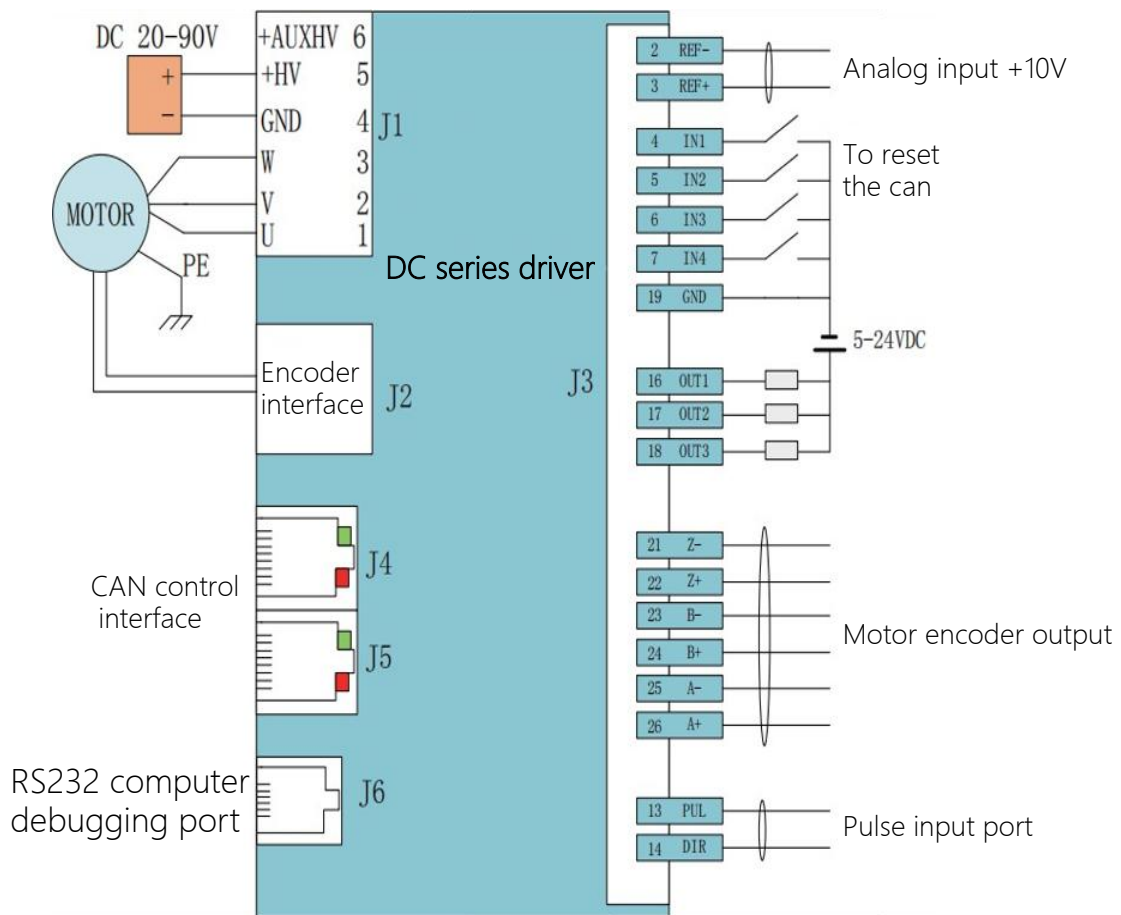 DC 20-90V
+
−
+AUXHV 6
+HV 5
GND 4
W 3
V 2
U 1
J1
MOTOR
PE
DC series driver
Encoder
interface
J2
J3
CAN control
interface
J4
J5
RS232 computer
debugging port
J6
2 REF-
3 REF+
Analog input +10V
4 IN1
5 IN2
6 IN3
7 IN4
19 GND
To reset
the can
5-24VDC
16 OUT1
17 OUT2
18 OUT3
21 Z-
22 Z+
23 B-
24 B+
25 A-
26 A+
Motor encoder output
13 PUL
14 DIR
Pulse input port